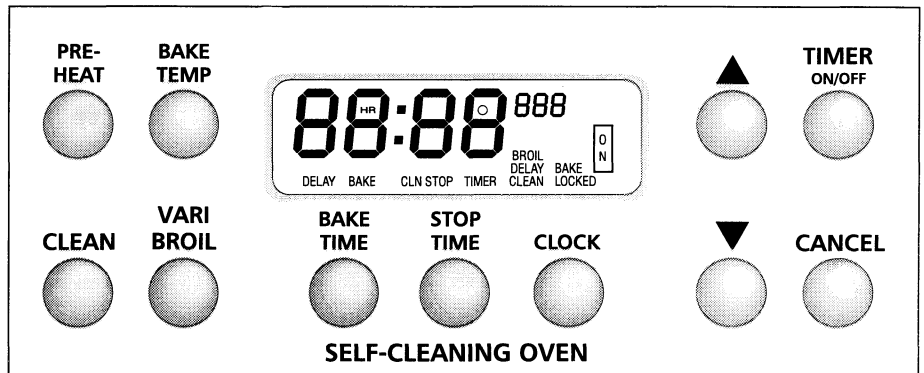 PRE-
HEAT
BAKE
TEMP
88:88
HR
888
O
N
BROIL
DELAY BAKE
CLEAN LOCKED
DELAY BAKE CLN STOP TIMER
▲
TIMER
ON/OFF
CLEAN
VARI
BROIL
BAKE
TIME
STOP
TIME
CLOCK
▼
CANCEL
SELF-CLEANING OVEN